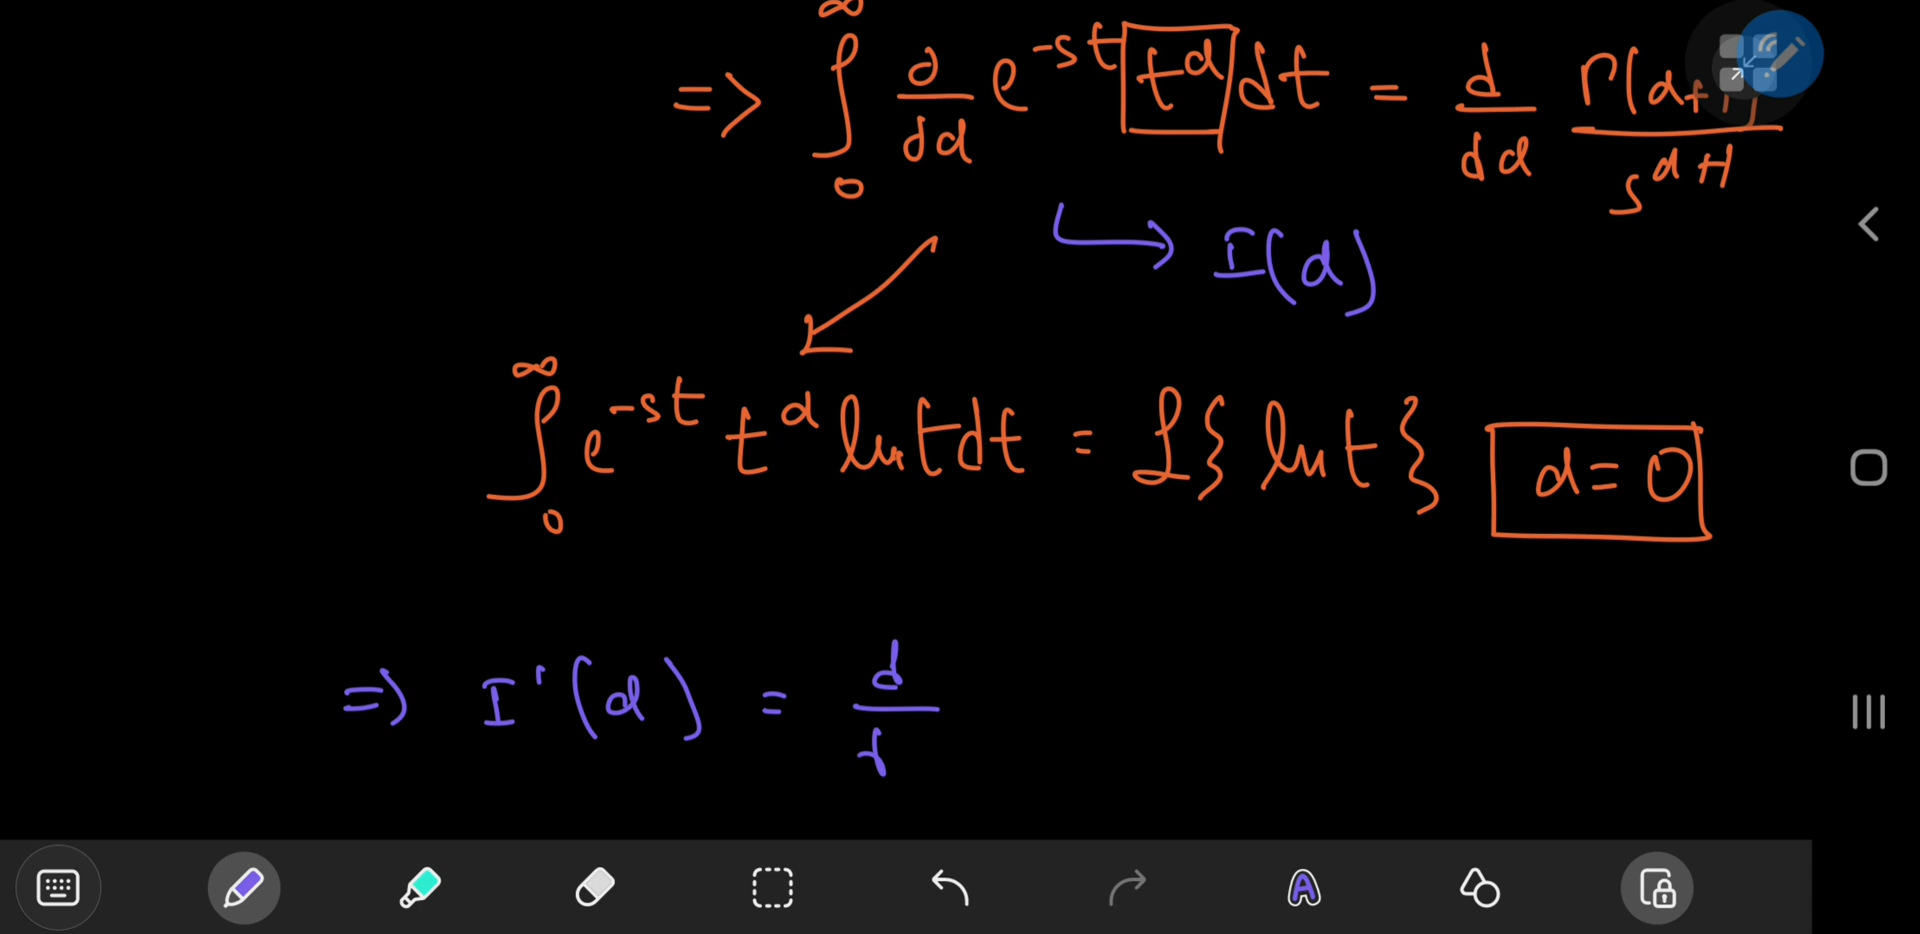 => ∫₀^∞ ∂/∂α e^{-st} t^α dt = d/dα Γ(α+1)/s^{α+1}
→ I(α)
∫₀^∞ e^{-st} t^α ln t dt = ℒ{ln t} α = 0
=> I'(α) = d/d
A